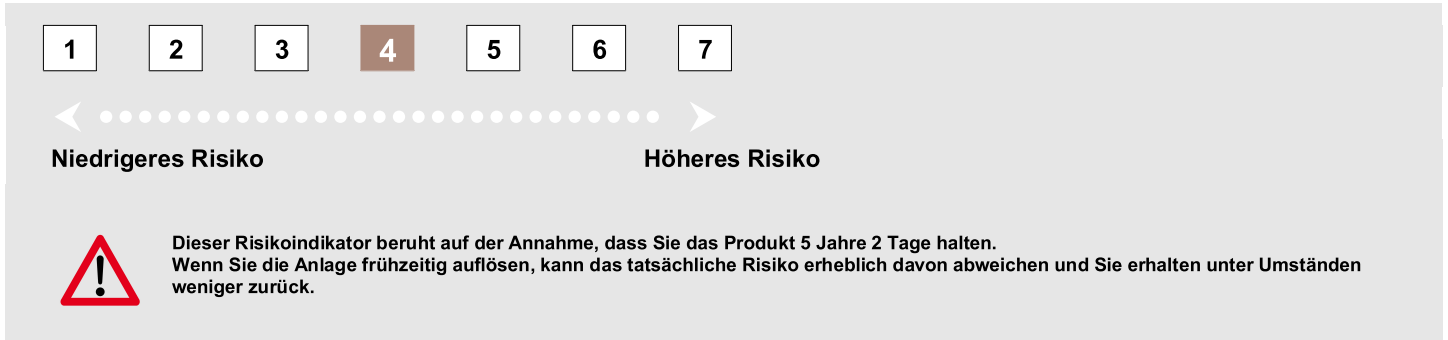 1 2 3 4 5 6 7
Niedrigeres Risiko Höheres Risiko
Dieser Risikoindikator beruht auf der Annahme, dass Sie das Produkt 5 Jahre 2 Tage halten.
Wenn Sie die Anlage frühzeitig auflösen, kann das tatsächliche Risiko erheblich davon abweichen und Sie erhalten unter Umständen
weniger zurück.